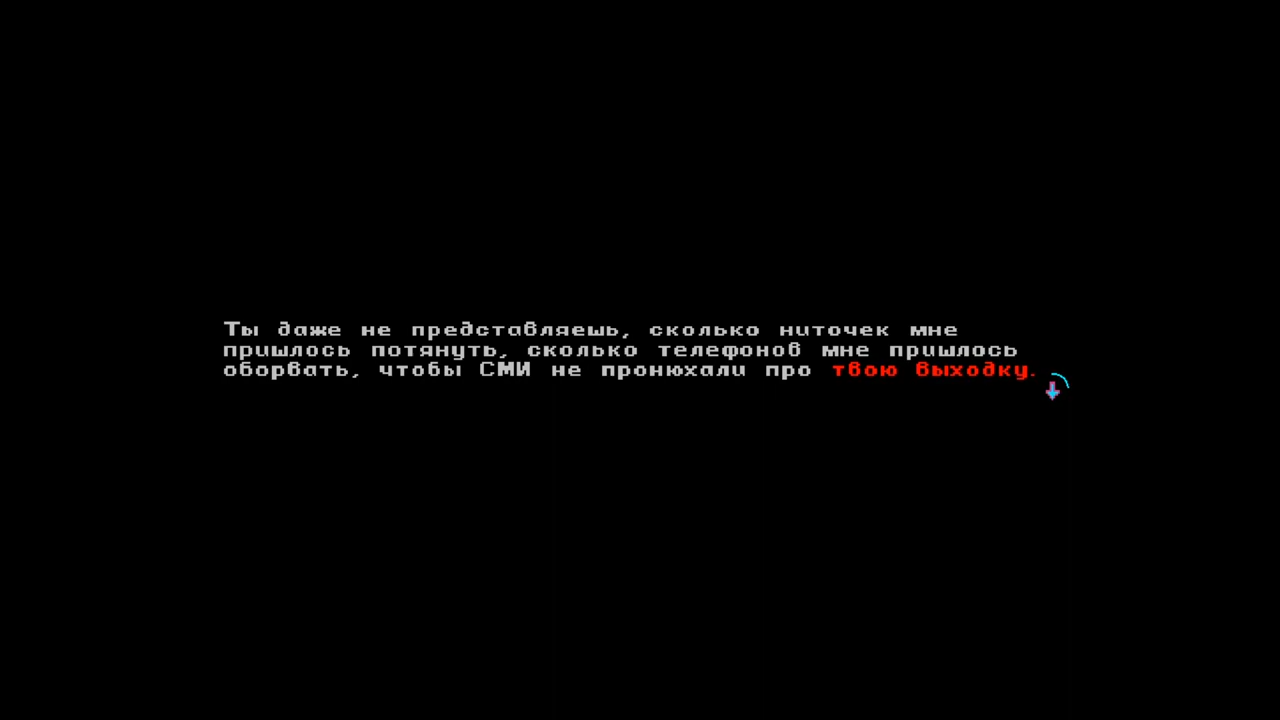 Ты даже не представляешь, сколько ниточек мне
пришлось потянуть, сколько телефонов мне пришлось
оборвать, чтобы СМИ не пронюхали про твою выходку.